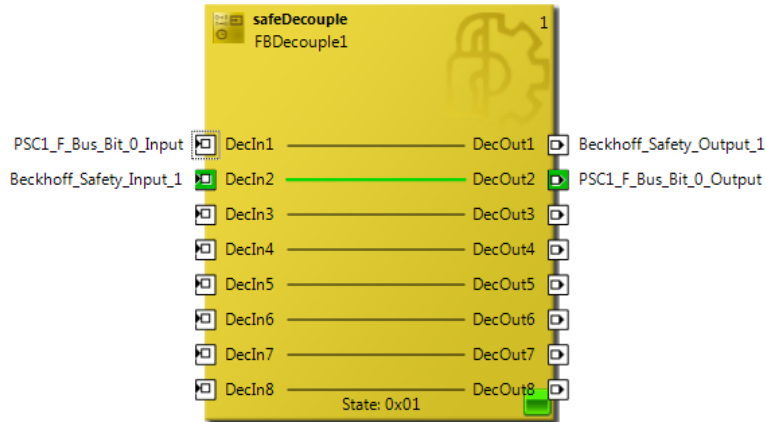 safeDecouple 1
FBDecouple1
PSC1_F_Bus_Bit_0_Input DecIn1 DecOut1 Beckhoff_Safety_Output_1
Beckhoff_Safety_Input_1 DecIn2 DecOut2 PSC1_F_Bus_Bit_0_Output
DecIn3 DecOut3
DecIn4 DecOut4
DecIn5 DecOut5
DecIn6 DecOut6
DecIn7 DecOut7
DecIn8 DecOut8
State: 0x01